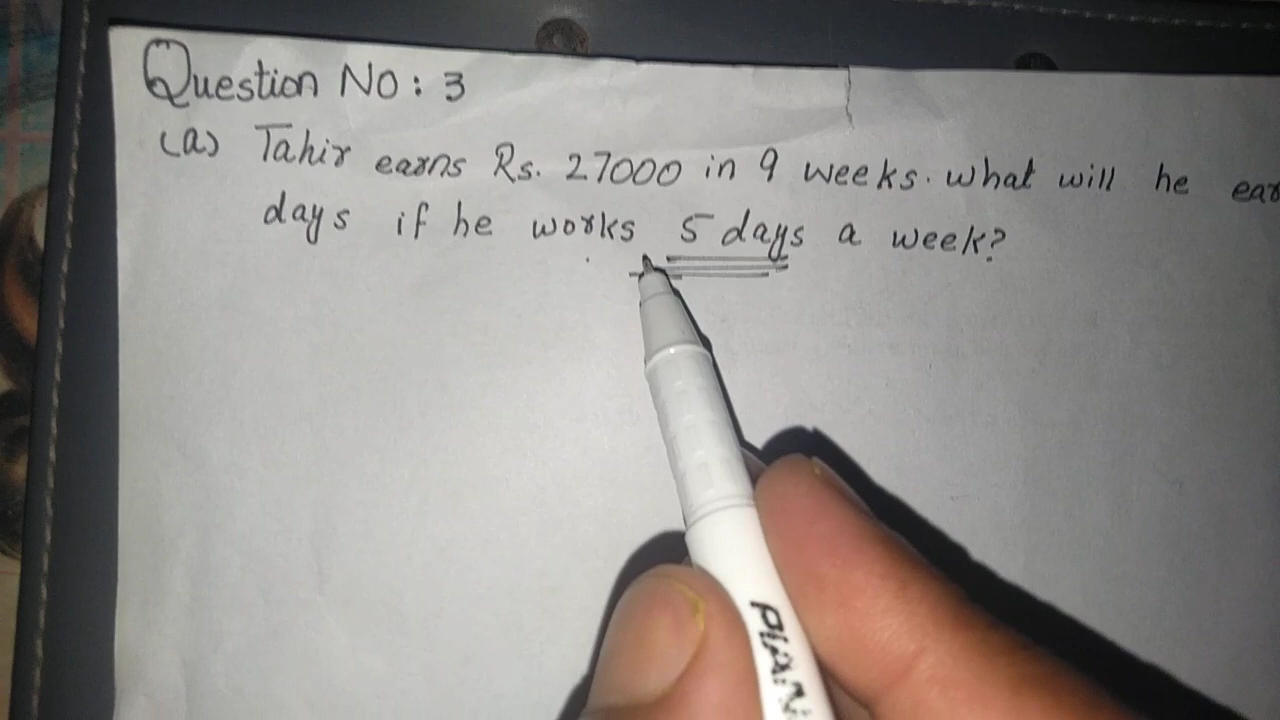 Question No: 3
(a) Tahir earns Rs. 27000 in 9 weeks. what will he
days if he works 5 days a week?
PIAN